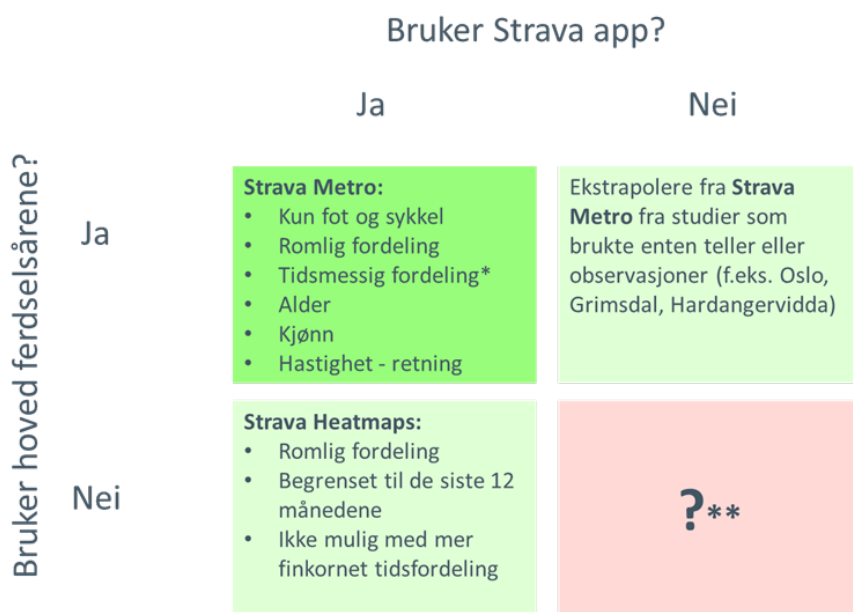 Bruker Strava app?
Ja
Nei
Bruker hoved ferdselsårene?
Ja
Strava Metro:
• Kun fot og sykkel
• Romlig fordeling
• Tidsmessig fordeling*
• Alder
• Kjønn
• Hastighet - retning
Ekstrapolere fra Strava
Metro fra studier som
brukte enten teller eller
observasjoner (f.eks. Oslo,
Grimsdal, Hardangervidda)
Nei
Strava Heatmaps:
• Romlig fordeling
• Begrenset til de siste 12
månedene
• Ikke mulig med mer
finkornet tidsfordeling
?**